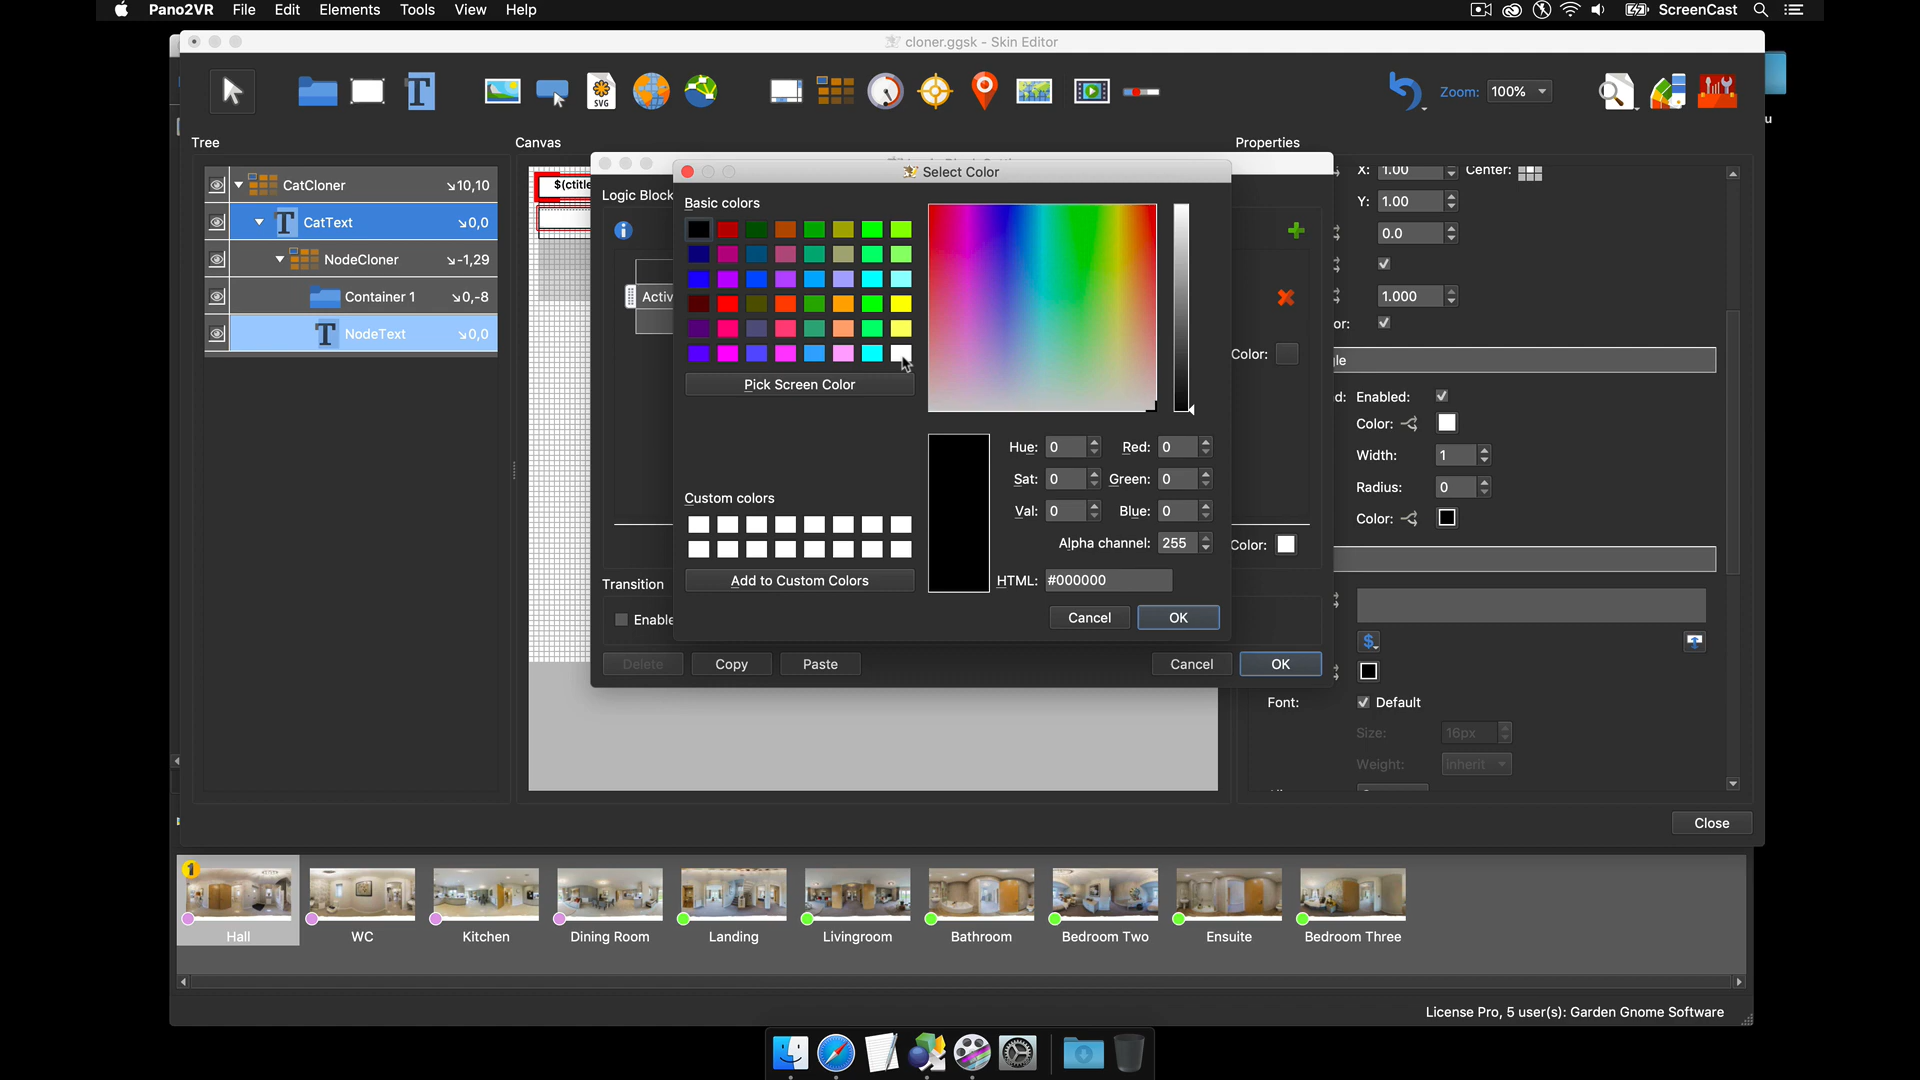 Pano2VR File Edit Elements Tools View Help ScreenCast
cloner.ggsk - Skin Editor
SVG
Zoom: 100%
Tree
Canvas
Properties
CatCloner 10,10
CatText 0,0
NodeCloner -1,29
Container 1 0,-8
NodeText 0,0
$(ctitle
Logic Block
Activ
Color:
Color:
Transition
Enable
Delete
Copy
Paste
Cancel
OK
Select Color
Basic colors
Pick Screen Color
Custom colors
Add to Custom Colors
Hue: 0 Red: 0
Sat: 0 Green: 0
Val: 0 Blue: 0
Alpha channel: 255
HTML: #000000
Cancel
OK
X: 1.00 Center:
Y: 1.00
0.0
1.000
or:
le
d: Enabled:
Color:
Width: 1
Radius: 0
Color:
$
Font: Default
Size: 16px
Weight: Inherit
Close
u
1
Hall
WC
Kitchen
Dining Room
Landing
Livingroom
Bathroom
Bedroom Two
Ensuite
Bedroom Three
License Pro, 5 user(s): Garden Gnome Software